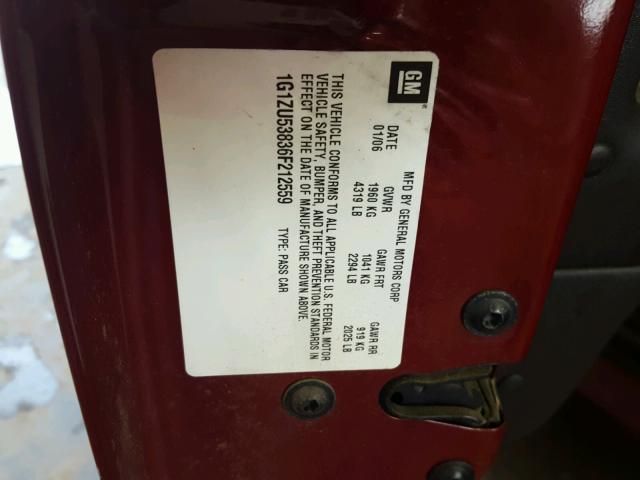 GM
MFD BY GENERAL MOTORS CORP
DATE GVWR GAWR FRT GAWR RR
01/06 1960 KG 1041 KG 919 KG
4319 LB 2294 LB 2025 LB
THIS VEHICLE CONFORMS TO ALL APPLICABLE U.S. FEDERAL MOTOR
VEHICLE SAFETY, BUMPER, AND THEFT PREVENTION STANDARDS IN
EFFECT ON THE DATE OF MANUFACTURE SHOWN ABOVE.
1G1ZU53836F212559 TYPE: PASS CAR